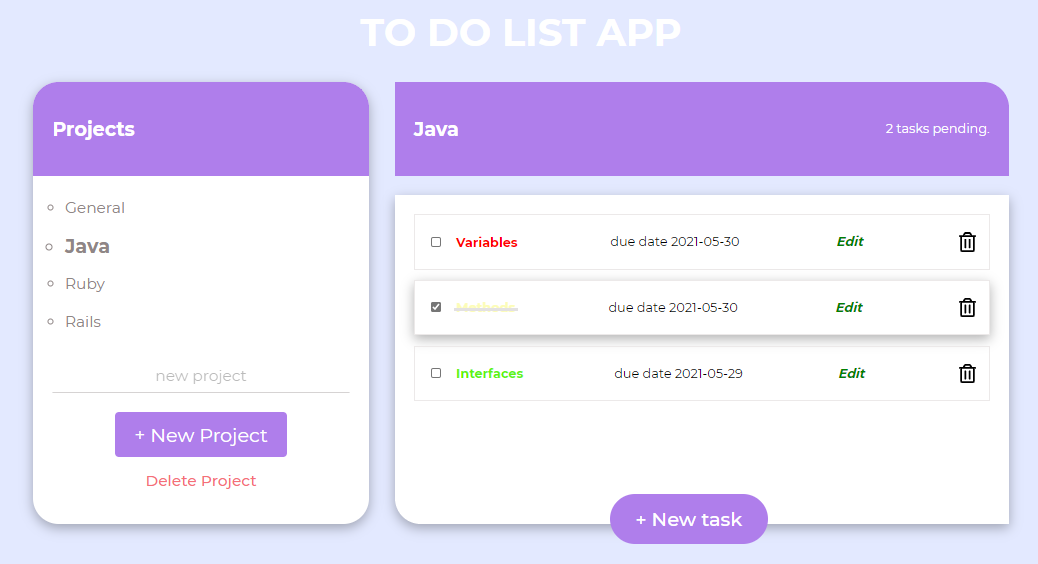 TO DO LIST APP
Projects
General
Java
Ruby
Rails
new project
+ New Project
Delete Project
Java 2 tasks pending.
Variables due date 2021-05-30 Edit
Methods due date 2021-05-30 Edit
Interfaces due date 2021-05-29 Edit
+ New task